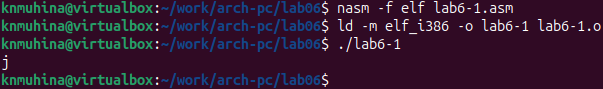 knmuhina@virtualbox:~/work/arch-pc/lab06$ nasm -f elf lab6-1.asm
knmuhina@virtualbox:~/work/arch-pc/lab06$ ld -m elf_i386 -o lab6-1 lab6-1.o
knmuhina@virtualbox:~/work/arch-pc/lab06$ ./lab6-1
j
knmuhina@virtualbox:~/work/arch-pc/lab06$